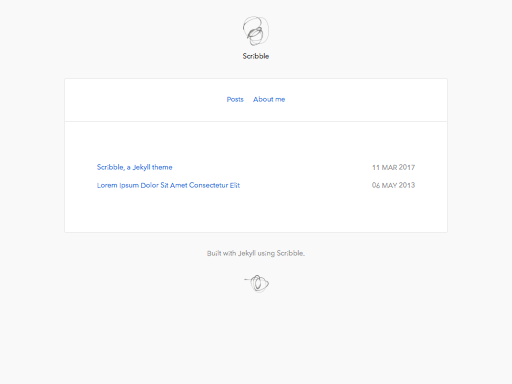 Scribble
Posts About me
Scribble, a Jekyll theme 11 MAR 2017
Lorem Ipsum Dolor Sit Amet Consectetur Elit 06 MAY 2013
Built with Jekyll using Scribble.